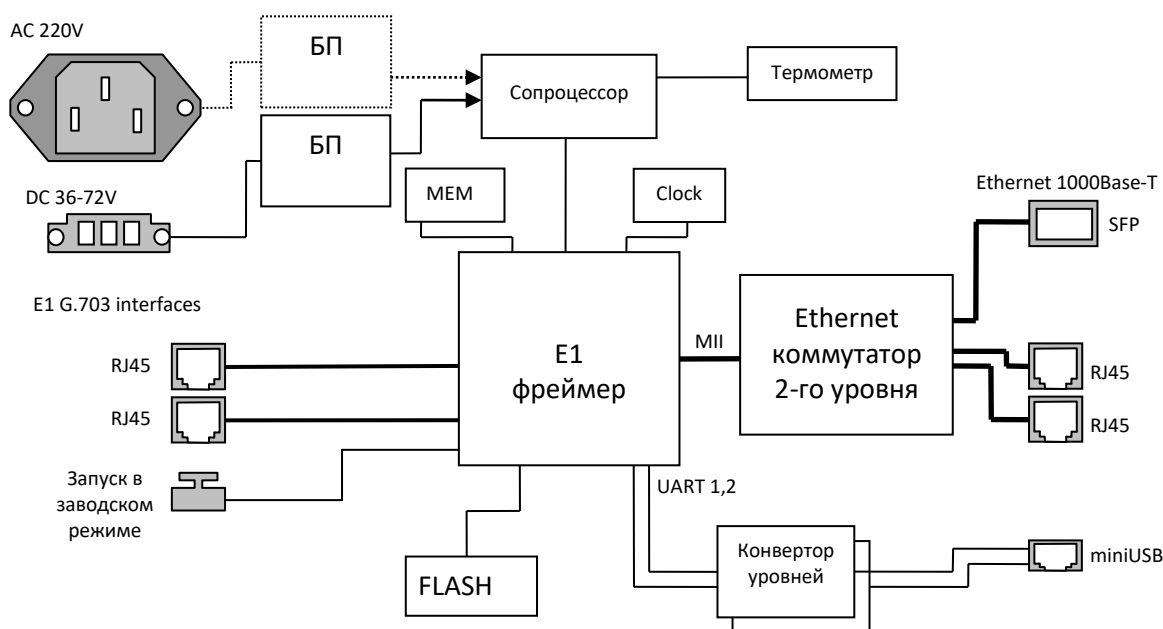 AC 220V
БП
Термометр
Сопроцессор
БП
DC 36-72V
MEM
Clock
Ethernet 1000Base-T
SFP
E1 G.703 interfaces
RJ45
RJ45
E1
фреймер
MII
Ethernet
коммутатор
2-го уровня
RJ45
RJ45
Запуск в
заводском
режиме
UART 1,2
FLASH
Конвертор
уровней
miniUSB